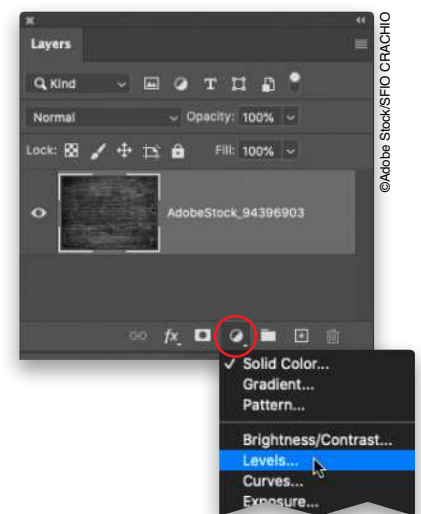 Layers
Kind
Normal Opacity: 100%
Lock: Fill: 100%
AdobeStock_94396903
fx
Solid Color...
Gradient...
Pattern...
Brightness/Contrast...
Levels...
Curves...
Exposure...
©Adobe Stock/SFIO CRACHIO